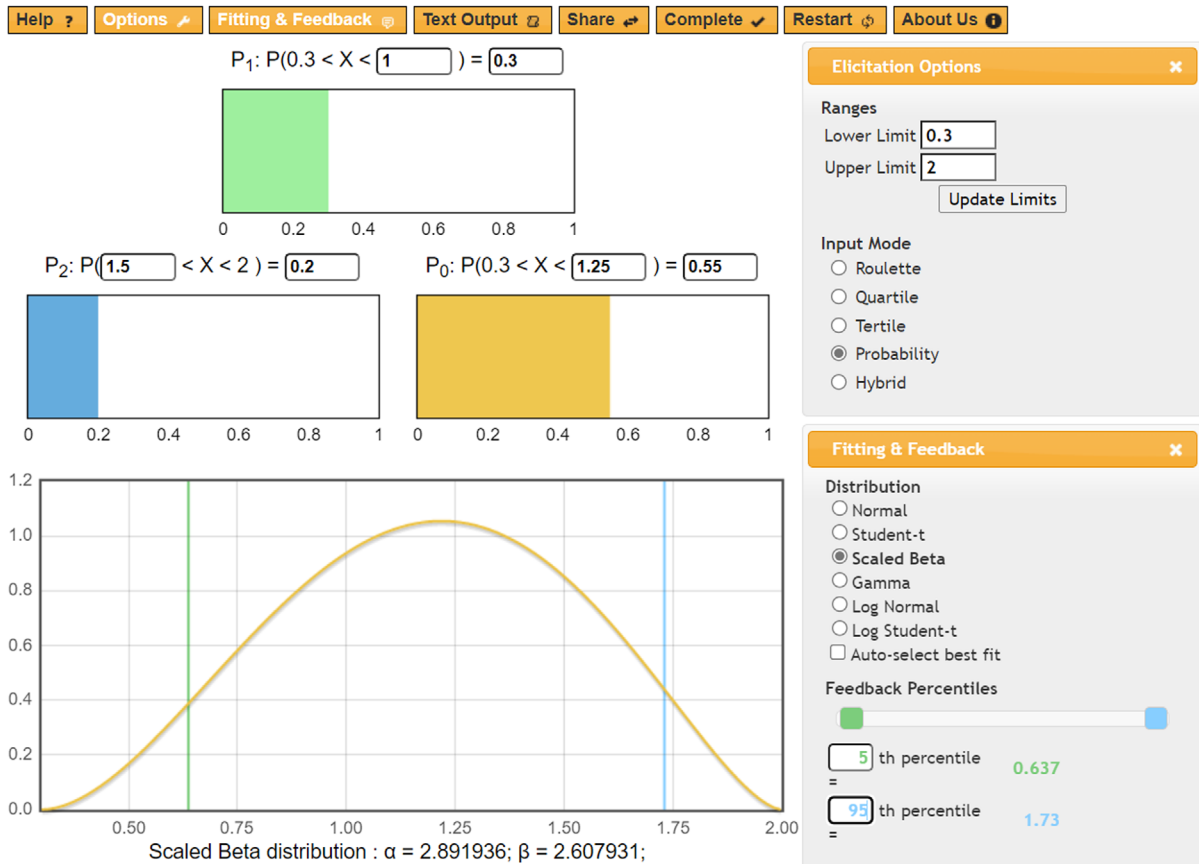 Help ? Options Fitting & Feedback Text Output Share Complete Restart About Us
P1: P(0.3 < X < 1 ) = 0.3
0 0.2 0.4 0.6 0.8 1
P2: P( 1.5 < X < 2 ) = 0.2
0 0.2 0.4 0.6 0.8 1
P0: P(0.3 < X < 1.25 ) = 0.55
0 0.2 0.4 0.6 0.8 1
1.2
1.0
0.8
0.6
0.4
0.2
0.0
0.50 0.75 1.00 1.25 1.50 1.75 2.00
Scaled Beta distribution : α = 2.891936; β = 2.607931;
Elicitation Options
Ranges
Lower Limit 0.3
Upper Limit 2
Update Limits
Input Mode
Roulette
Quartile
Tertile
Probability
Hybrid
Fitting & Feedback
Distribution
Normal
Student-t
Scaled Beta
Gamma
Log Normal
Log Student-t
Auto-select best fit
Feedback Percentiles
5 th percentile 0.637
=
95 th percentile 1.73
=